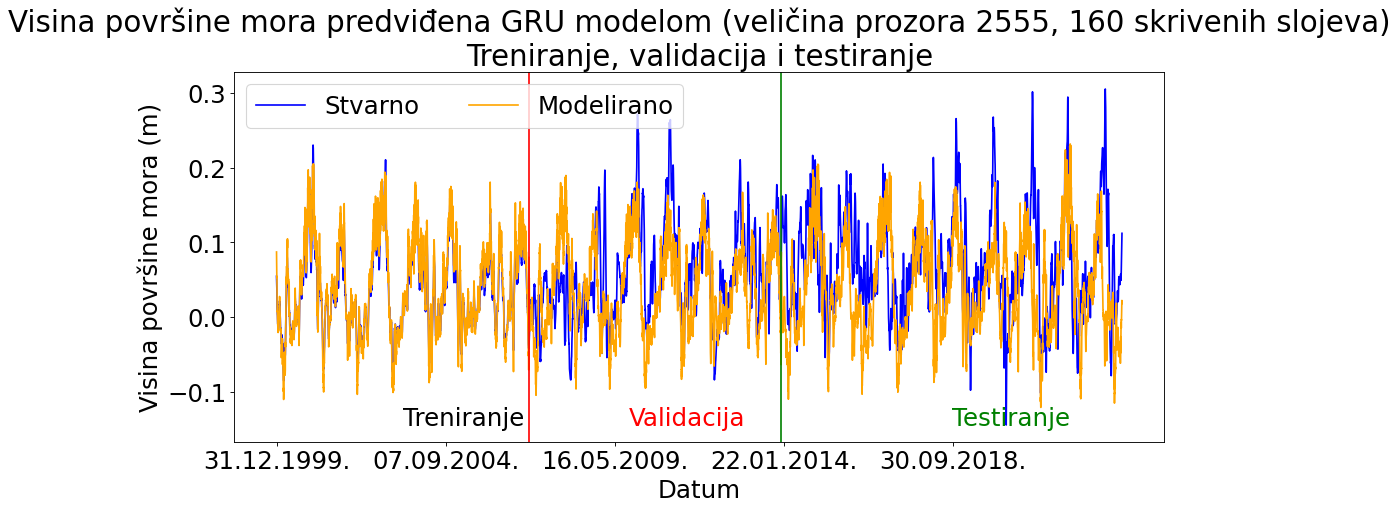 Visina površine mora predviđena GRU modelom (veličina prozora 2555, 160 skrivenih slojeva)
Treniranje, validacija i testiranje
Stvarno
Modelirano
Visina površine mora (m)
0.3
0.2
0.1
0.0
−0.1
Treniranje
Validacija
Testiranje
31.12.1999.
07.09.2004.
16.05.2009.
22.01.2014.
30.09.2018.
Datum